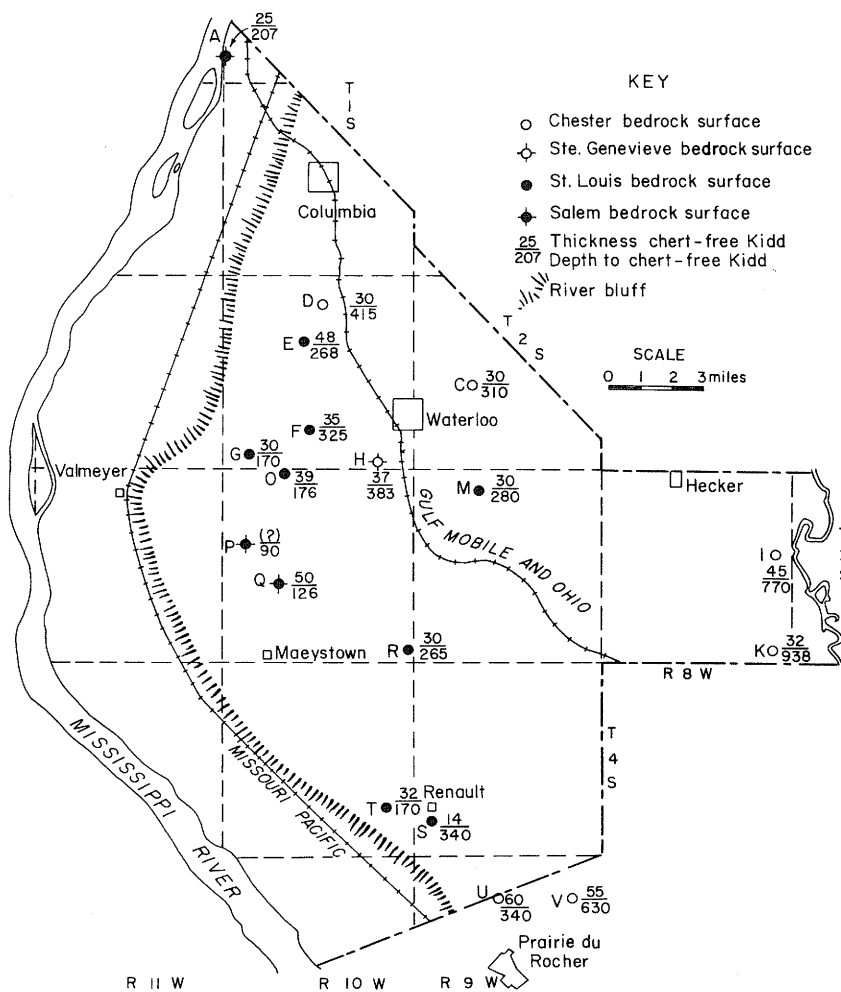 A
25
207
T
1
S
KEY
Chester bedrock surface
Ste. Genevieve bedrock surface
St. Louis bedrock surface
Salem bedrock surface
25
207
Thickness chert-free Kidd
Depth to chert-free Kidd
River bluff
Columbia
D
30
415
E
48
268
T
2
S
SCALE
0 1 2 3 miles
C
30
310
Waterloo
F
35
325
G
30
170
O
39
176
H
37
383
M
30
280
Valmeyer
Hecker
GULF MOBILE AND OHIO
P
(?)
90
Q
50
126
I
45
770
Maeystown
R
30
265
K
32
938
R 8 W
MISSISSIPPI RIVER
MISSOURI PACIFIC
T
4
S
T
32
170
Renault
S
14
340
U
60
340
V
55
630
Prairie du
Rocher
R 11 W
R 10 W
R 9 W